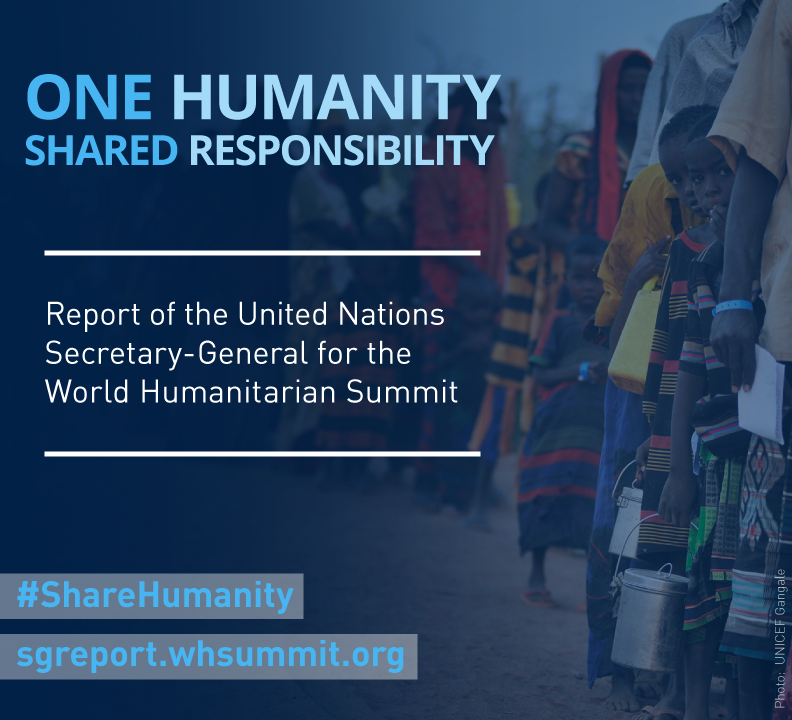 ONE HUMANITY
SHARED RESPONSIBILITY
Report of the United Nations
Secretary-General for the
World Humanitarian Summit
#ShareHumanity
sgreport.whsummit.org
Photo: UNICEF Gangale